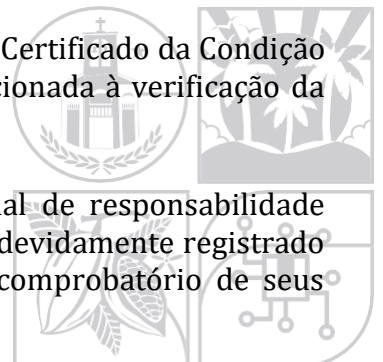 Certificado da Condição
cionada à verificação da
al de responsabilidade
devidamente registrado
comprobatório de seus